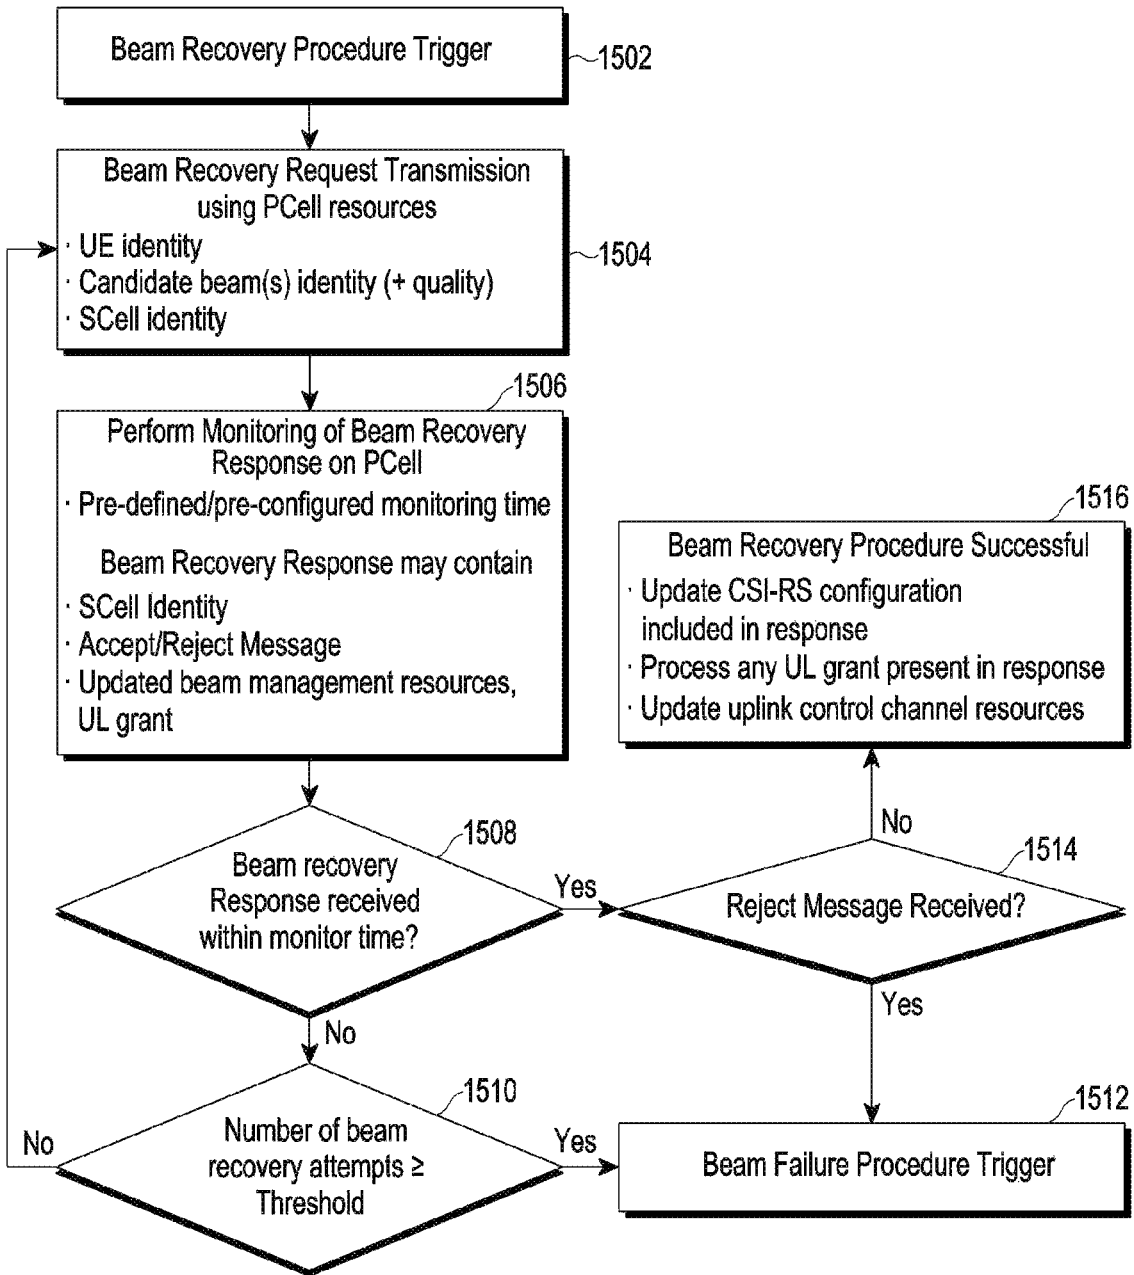 Beam Recovery Procedure Trigger
1502
Beam Recovery Request Transmission
using PCell resources
· UE identity
· Candidate beam(s) identity (+ quality)
· SCell identity
1504
1506
Perform Monitoring of Beam Recovery
Response on PCell
· Pre-defined/pre-configured monitoring time
Beam Recovery Response may contain
· SCell Identity
· Accept/Reject Message
· Updated beam management resources,
UL grant
1516
Beam Recovery Procedure Successful
· Update CSI-RS configuration
included in response
· Process any UL grant present in response
· Update uplink control channel resources
1508
Beam recovery
Response received
within monitor time?
Yes
No
No
1514
Reject Message Received?
Yes
1510
Number of beam
recovery attempts ≥
Threshold
No
Yes
1512
Beam Failure Procedure Trigger